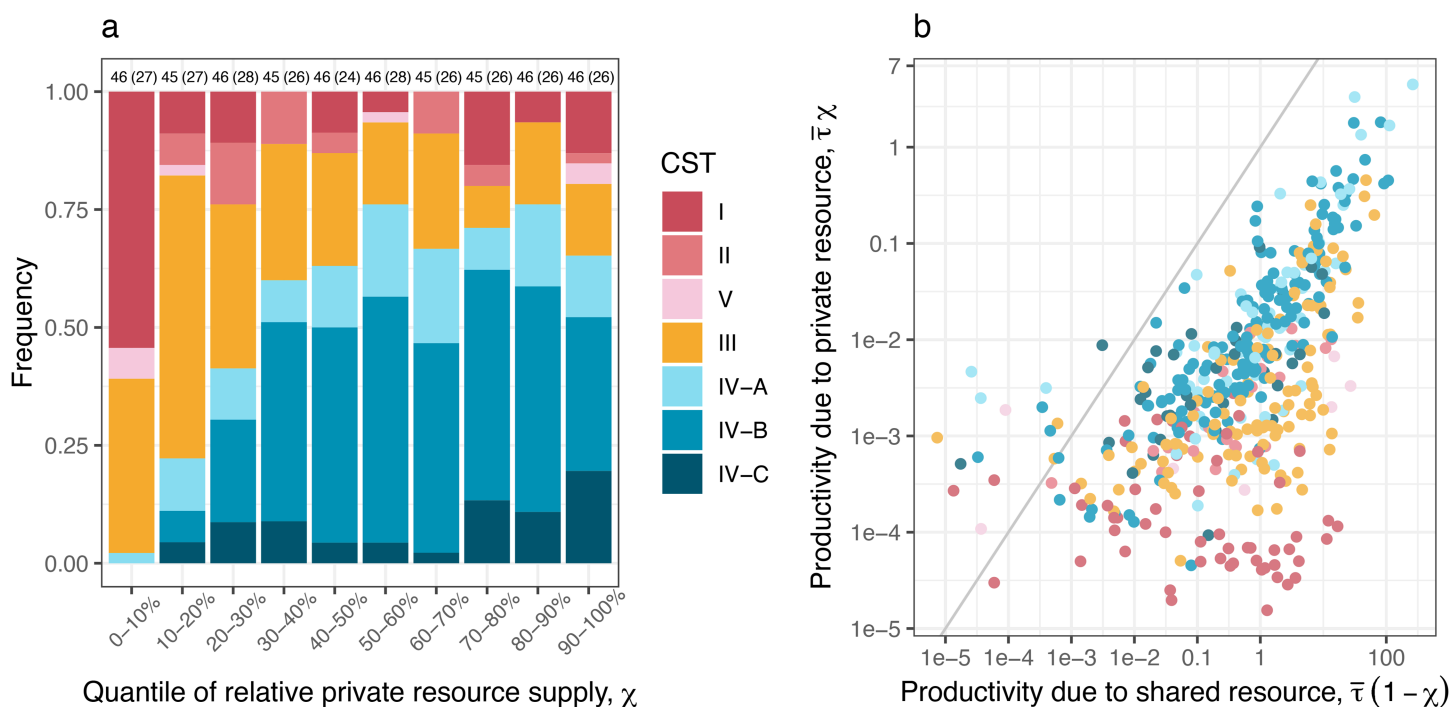 a
46 (27) 45 (27) 46 (28) 45 (26) 46 (24) 46 (28) 45 (26) 45 (26) 46 (26) 46 (26)
1.00
0.75
0.50
0.25
0.00
Frequency
0−10% 10−20% 20−30% 30−40% 40−50% 50−60% 60−70% 70−80% 80−90% 90−100%
Quantile of relative private resource supply, χ
CST
I
II
V
III
IV−A
IV−B
IV−C
b
7
1
0.1
1e−2
1e−3
1e−4
1e−5
Productivity due to private resource, τ̅ χ
1e−5 1e−4 1e−3 1e−2 0.1 1 100
Productivity due to shared resource, τ̅ (1 − χ)